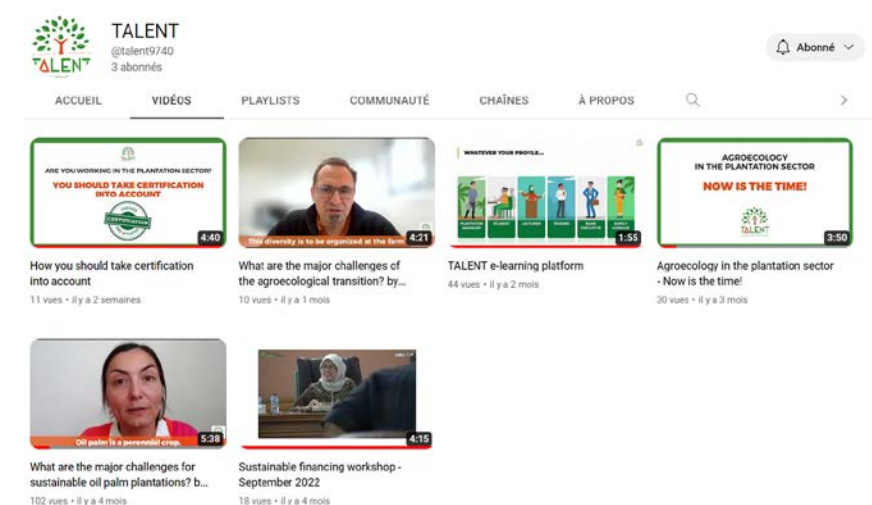 TALENT
TALENT
@talent9740
3 abonnés
Abonné
ACCUEIL
VIDÉOS
PLAYLISTS
COMMUNAUTÉ
CHAÎNES
À PROPOS
ARE YOU WORKING IN THE PLANTATION SECTOR?
YOU SHOULD TAKE CERTIFICATION
INTO ACCOUNT
CERTIFICATION
4:40
This diversity is to be organized at the farm
4:21
WHATEVER YOUR PROFILE...
PLANTATION MANAGER
STUDENT
LECTURER
BANK EXECUTIVE
1:55
AGROECOLOGY
IN THE PLANTATION SECTOR
NOW IS THE TIME!
TALENT
3:50
How you should take certification
into account
11 vues • il y a 2 semaines
What are the major challenges of
the agroecological transition? by...
10 vues • il y a 1 mois
TALENT e-learning platform
44 vues • il y a 2 mois
Agroecology in the plantation sector
- Now is the time!
30 vues • il y a 3 mois
Oil palm is a perennial crop.
5:38
4:15
What are the major challenges for
sustainable oil palm plantations? b...
102 vues • il y a 4 mois
Sustainable financing workshop -
September 2022
18 vues • il y a 4 mois